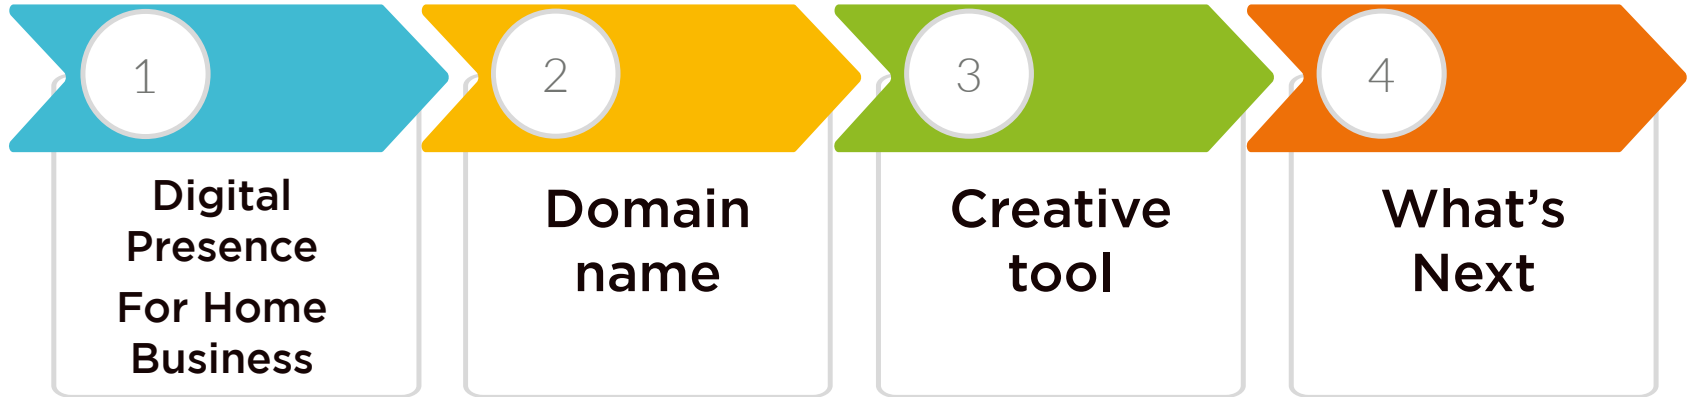 1
Digital
Presence
For Home
Business
2
Domain
name
3
Creative
tool
4
What’s
Next